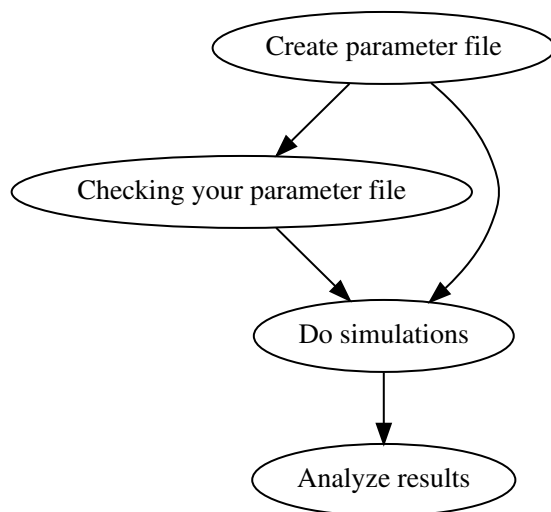 Create parameter file
Checking your parameter file
Do simulations
Analyze results